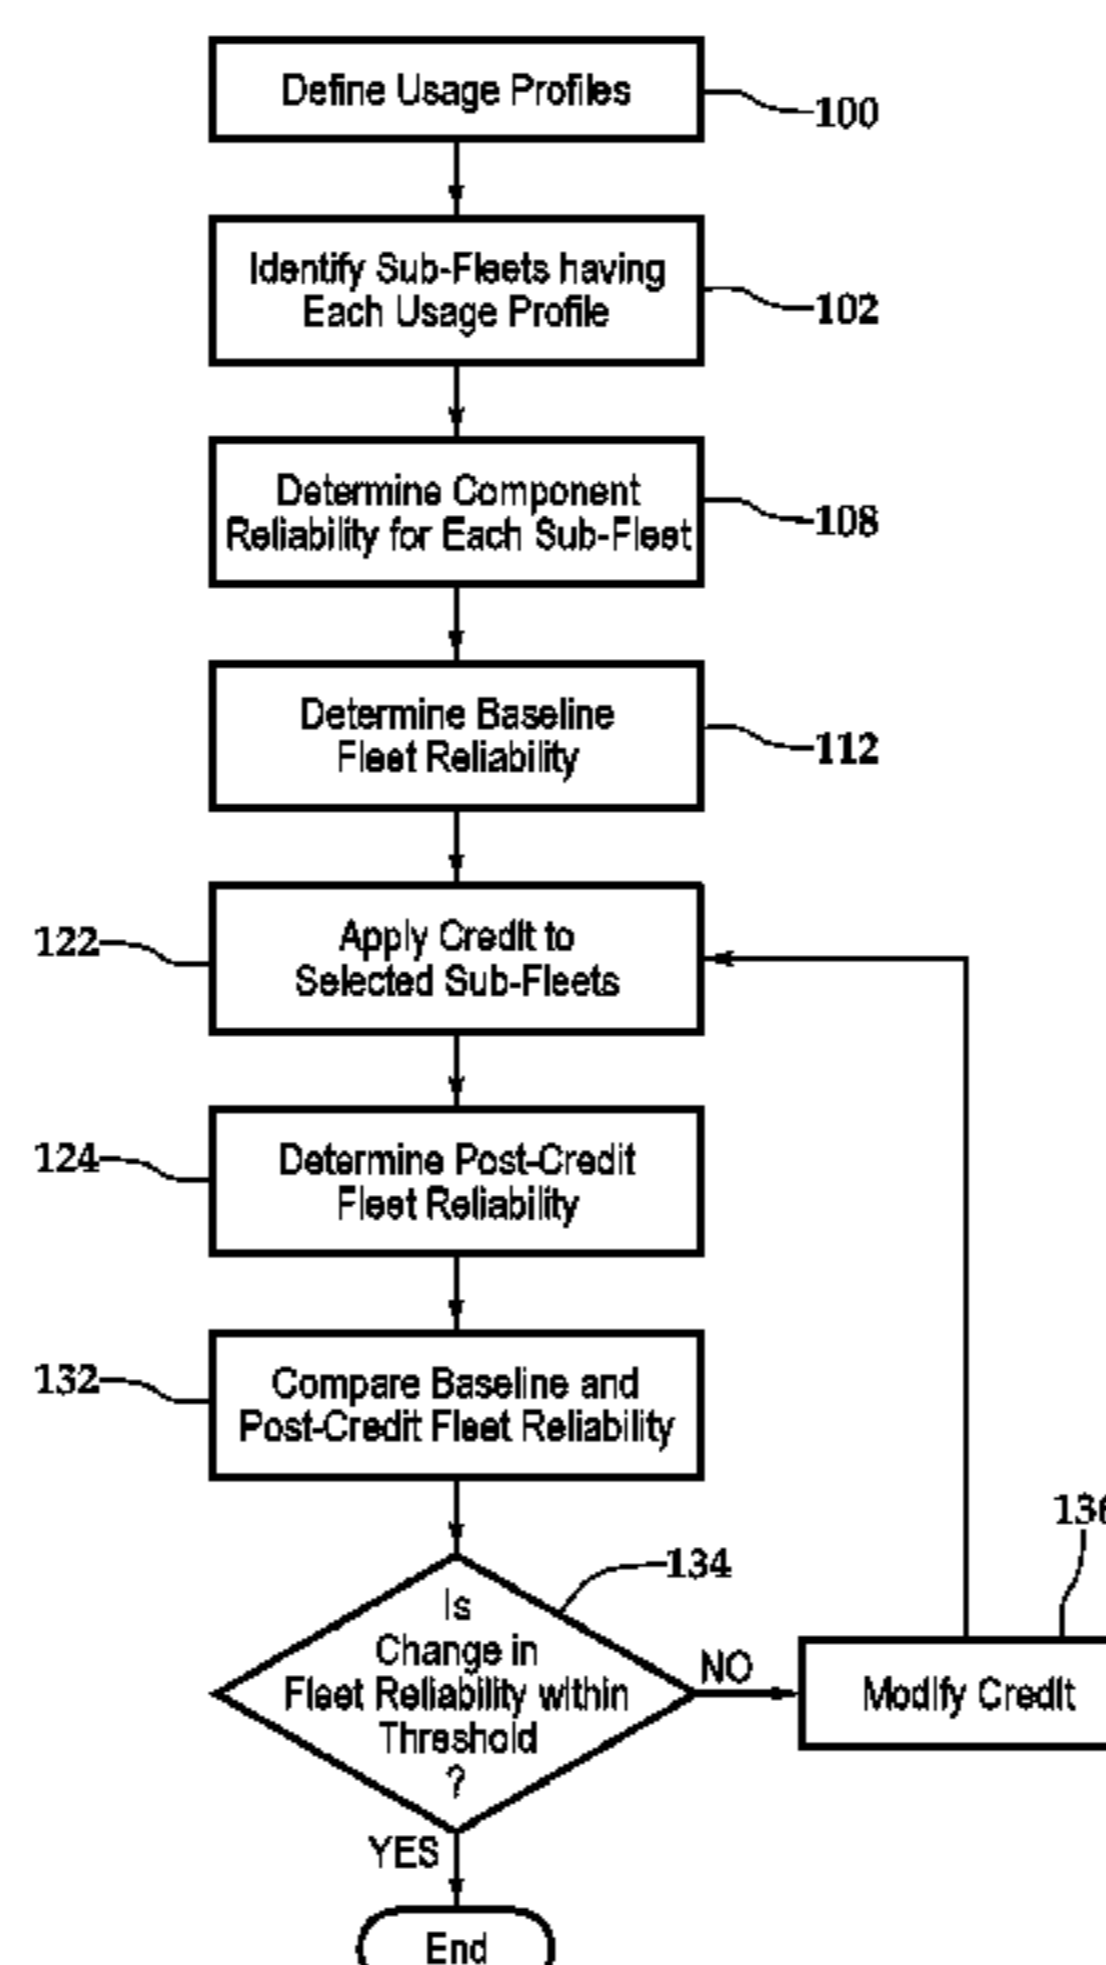 Define Usage Profiles
100
Identify Sub-Fleets having
Each Usage Profile
102
Determine Component
Reliability for Each Sub-Fleet
108
Determine Baseline
Fleet Reliability
112
122
Apply Credit to
Selected Sub-Fleets
124
Determine Post-Credit
Fleet Reliability
132
Compare Baseline and
Post-Credit Fleet Reliability
136
134
Is
Change in
Fleet Reliability within
Threshold
?
NO
Modify Credit
YES
End